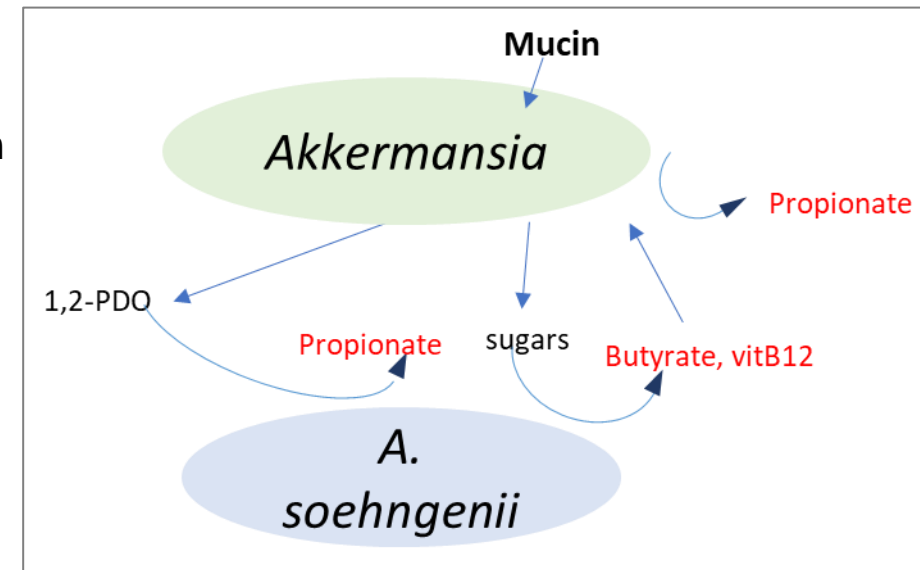 Mucin
Akkermansia
Propionate
1,2-PDO
Propionate
sugars
Butyrate, vitB12
A.
soehngenii